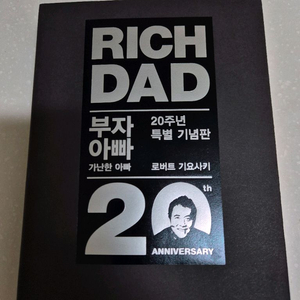 RICH
DAD
부자
아빠
가난한 아빠
20주년
특별 기념판
로버트 기요사키
20th
ANNIVERSARY